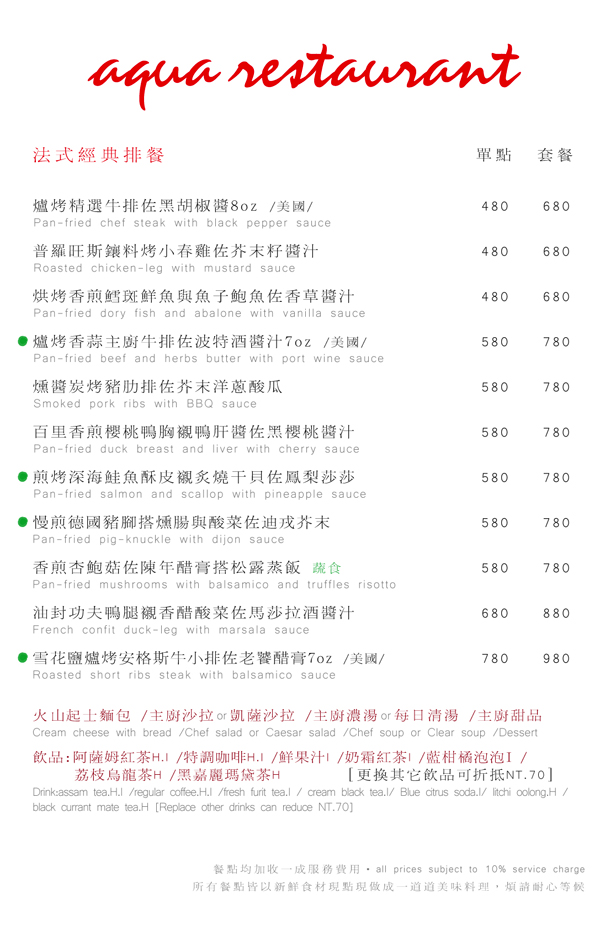 aqua restaurant
法式經典排餐 單點 套餐
爐烤精選牛排佐黑胡椒醬8oz /美國/ 480 680
Pan-fried chef steak with black pepper sauce
普羅旺斯鑲料烤小春雞佐芥末籽醬汁 480 680
Roasted chicken-leg with mustard sauce
烘烤香煎鱈斑鮮魚與魚子鮑魚佐香草醬汁 480 680
Pan-fried dory fish and abalone with vanilla sauce
爐烤香蒜主廚牛排佐波特酒醬汁7oz /美國/ 580 780
Pan-fried beef and herbs butter with port wine sauce
燻醬炭烤豬肋排佐芥末洋蔥酸瓜 580 780
Smoked pork ribs with BBQ sauce
百里香煎櫻桃鴨胸襯鴨肝醬佐黑櫻桃醬汁 580 780
Pan-fried duck breast and liver with cherry sauce
煎烤深海鮭魚酥皮襯炙燒干貝佐鳳梨莎莎 580 780
Pan-fried salmon and scallop with pineapple sauce
慢煎德國豬腳搭燻腸與酸菜佐迪戎芥末 580 780
Pan-fried pig-knuckle with dijon sauce
香煎杏鮑菇佐陳年醋膏搭松露蒸飯 蔬食 580 780
Pan-fried mushrooms with balsamico and truffles risotto
油封功夫鴨腿襯香醋酸菜佐馬莎拉酒醬汁 680 880
French confit duck-leg with marsala sauce
雪花鹽爐烤安格斯牛小排佐老饕醋膏7oz /美國/ 780 980
Roasted short ribs steak with balsamico sauce
火山起士麵包 /主廚沙拉 or 凱薩沙拉 /主廚濃湯 or 每日清湯 /主廚甜品
Cream cheese with bread /Chef salad or Caesar salad /Chef soup or Clear soup /Dessert
飲品:阿薩姆紅茶H.I /特調咖啡H.I /鮮果汁I /奶霜紅茶I /藍柑橘泡泡I /
荔枝烏龍茶H /黑嘉麗瑪黛茶H [更換其它飲品可折抵NT.70]
Drink:assam tea.H.I /regular coffee.H.I /fresh furit tea.I / cream black tea.I/ Blue citrus soda.I/ litchi oolong.H /
black currant mate tea.H [Replace other drinks can reduce NT.70]
餐點均加收一成服務費用 • all prices subject to 10% service charge
所有餐點皆以新鮮食材現點現做成一道道美味料理，煩請耐心等候